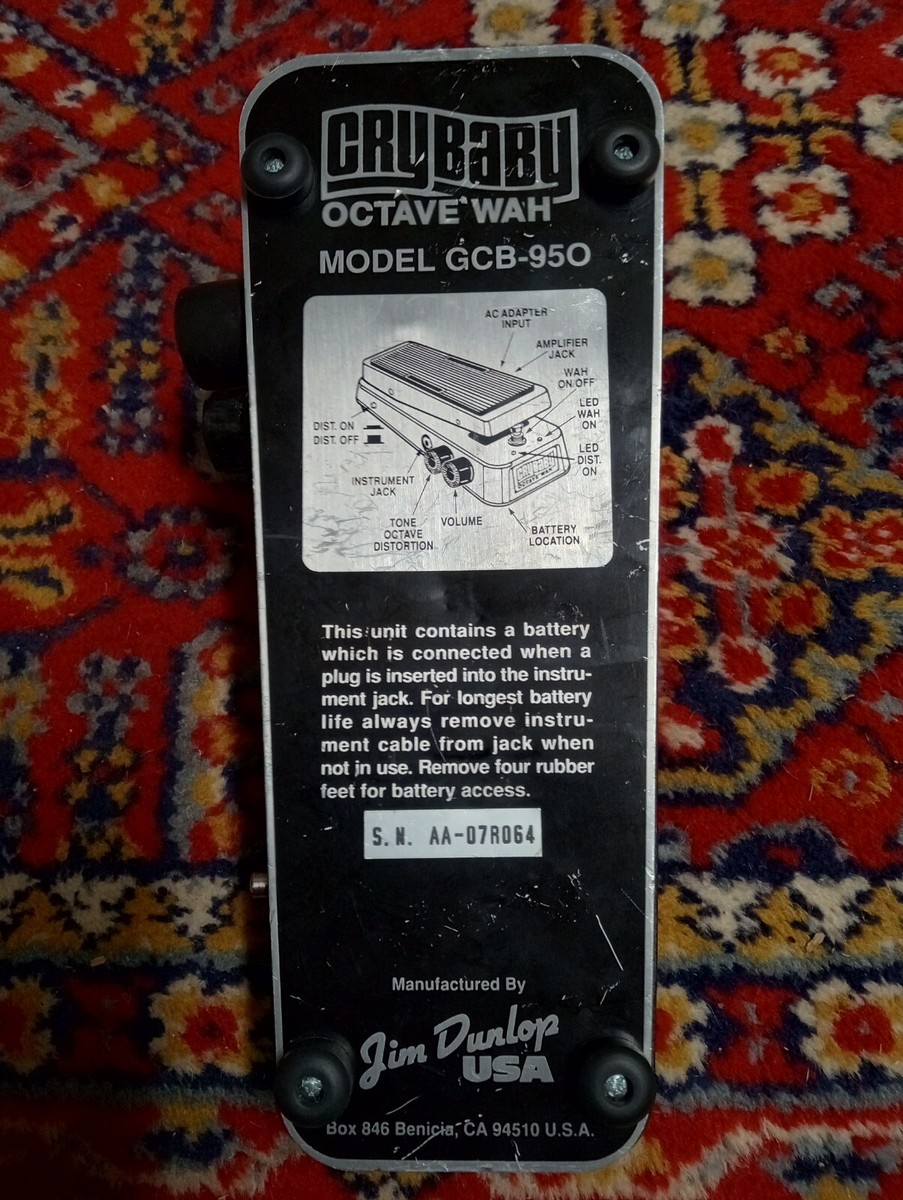 CRYBABY
OCTAVE WAH
MODEL GCB-95O
AC ADAPTER
INPUT
AMPLIFIER
JACK
WAH
ON/OFF
LED
WAH
ON
LED
DIST.
ON
DIST. ON
DIST. OFF
INSTRUMENT
JACK
TONE
OCTAVE
DISTORTION
VOLUME
BATTERY
LOCATION
CRYBABY
OCTAVE WAH
This unit contains a battery
which is connected when a
plug is inserted into the instru-
ment jack. For longest battery
life always remove instru-
ment cable from jack when
not in use. Remove four rubber
feet for battery access.
S.N. AA-07R064
Manufactured By
Jim Dunlop
USA
Box 846 Benicia, CA 94510 U.S.A.